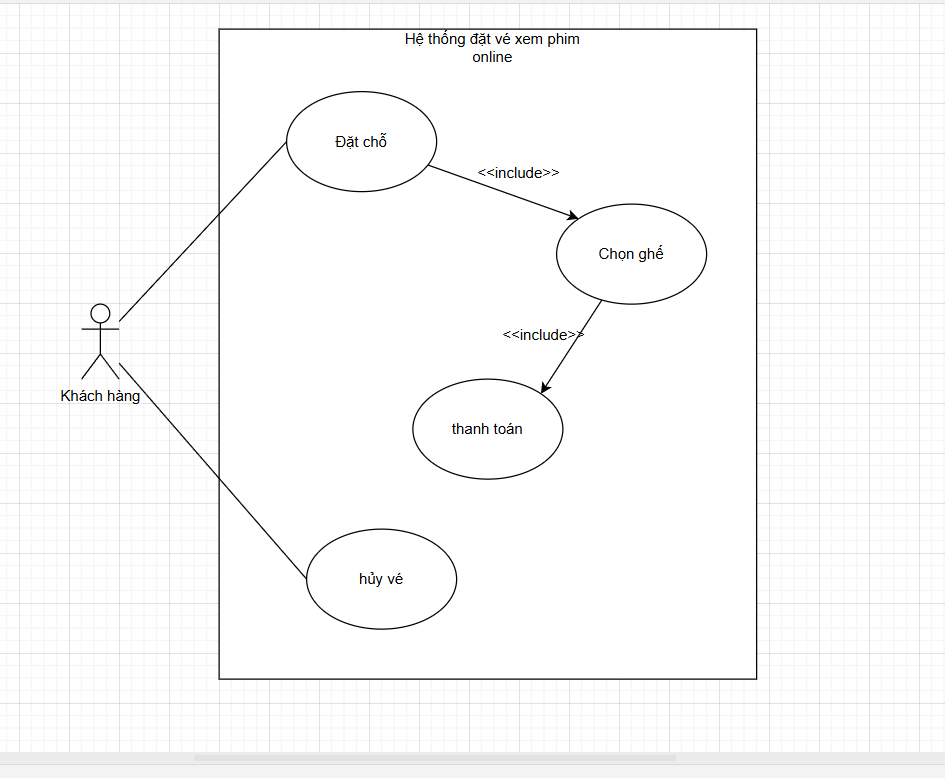 Hệ thống đặt vé xem phim
online
Đặt chỗ
<<include>>
Chọn ghế
<<include>>
Khách hàng
thanh toán
hủy vé